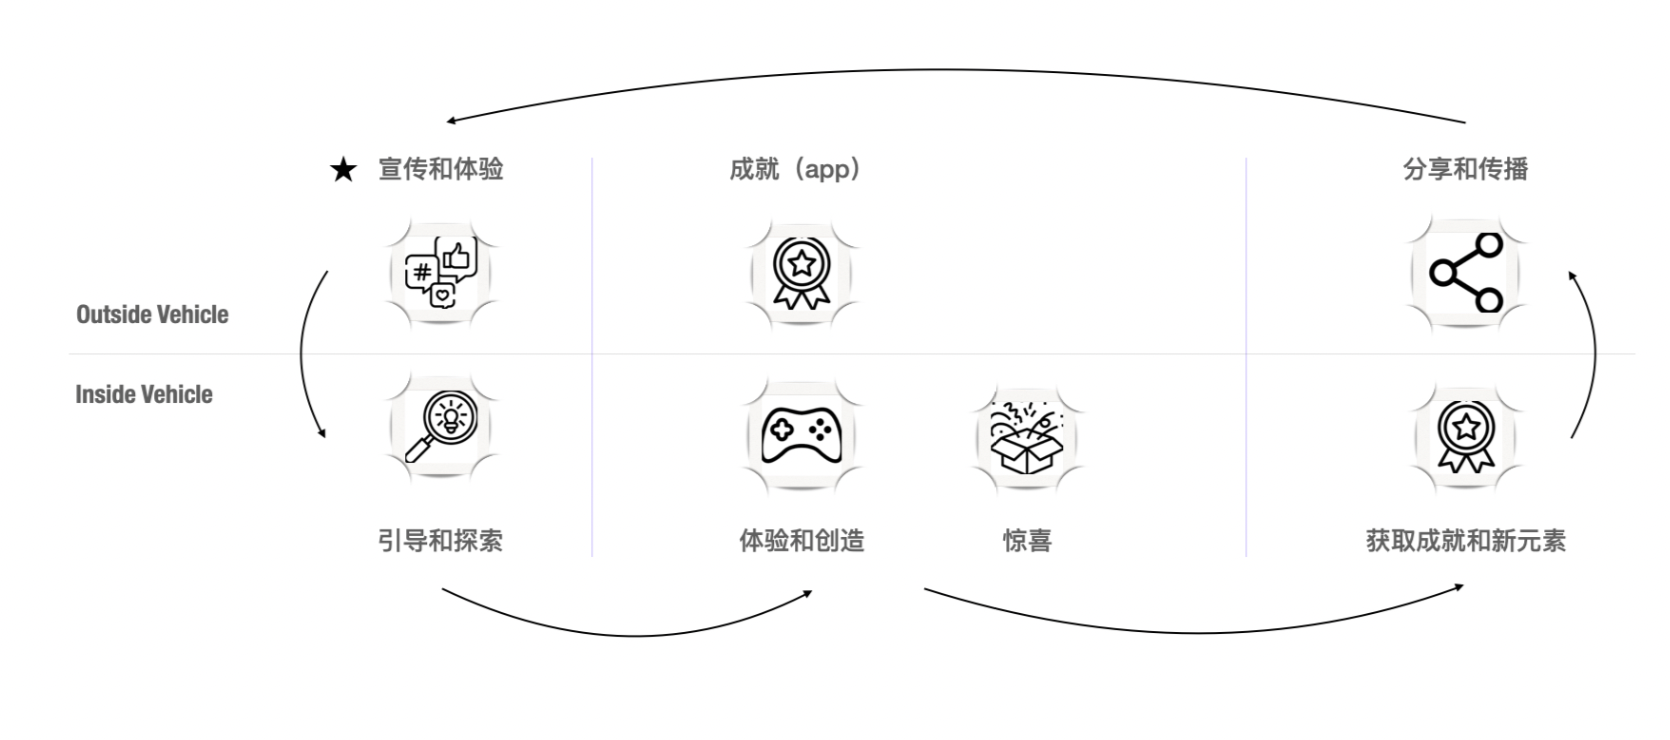 ★ 宣传和体验
成就（app）
分享和传播
#
Outside Vehicle
Inside Vehicle
引导和探索
体验和创造
惊喜
获取成就和新元素